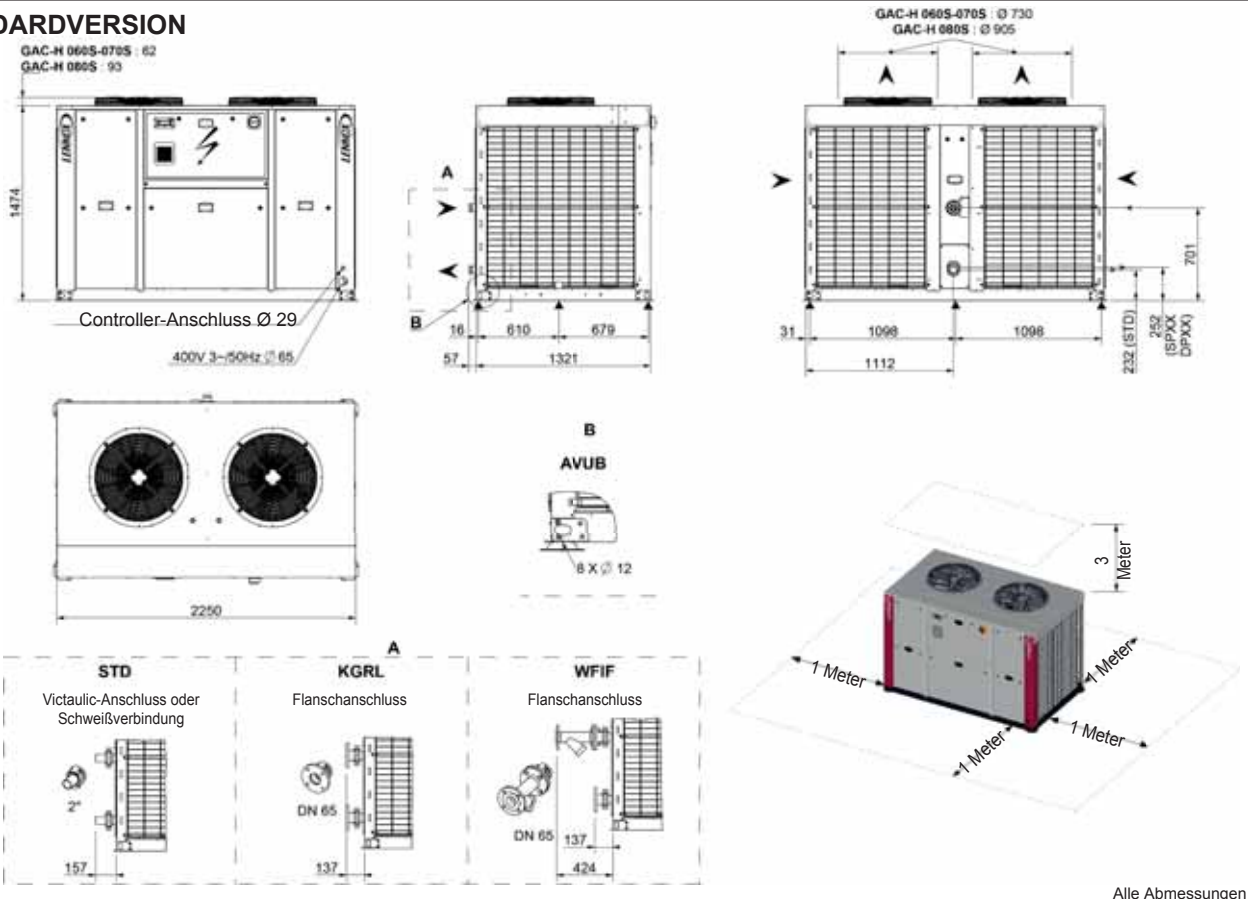 DARDVERSION
GAC-H 060S-070S : 62
GAC-H 080S : 93
GAC-H 060S-070S : Ø 730
GAC-H 080S : Ø 905
LENNOX
LENNOX
1474
Controller-Anschluss Ø 29
400V 3~/50Hz Ø 65
A
B
16
610
679
57
1321
31
1098
1098
1112
232 (STD)
252
(SPXX
DPXX)
701
2250
B
AVUB
8 X Ø 12
3
Meter
1 Meter
1 Meter
1 Meter
1 Meter
A
STD
Victaulic-Anschluss oder
Schweißverbindung
2"
157
KGRL
Flanschanschluss
DN 65
137
WFIF
Flanschanschluss
DN 65
137
424
Alle Abmessungen